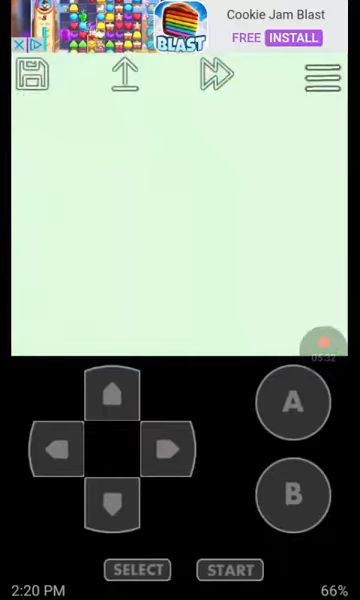 Cookie Jam Blast
BLAST
FREE INSTALL
05:32
A
B
SELECT START
2:20 PM 66%